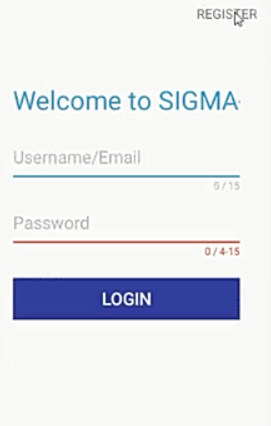 REGISTER
Welcome to SIGMA
Username/Email
0 / 15
Password
0 / 4-15
LOGIN